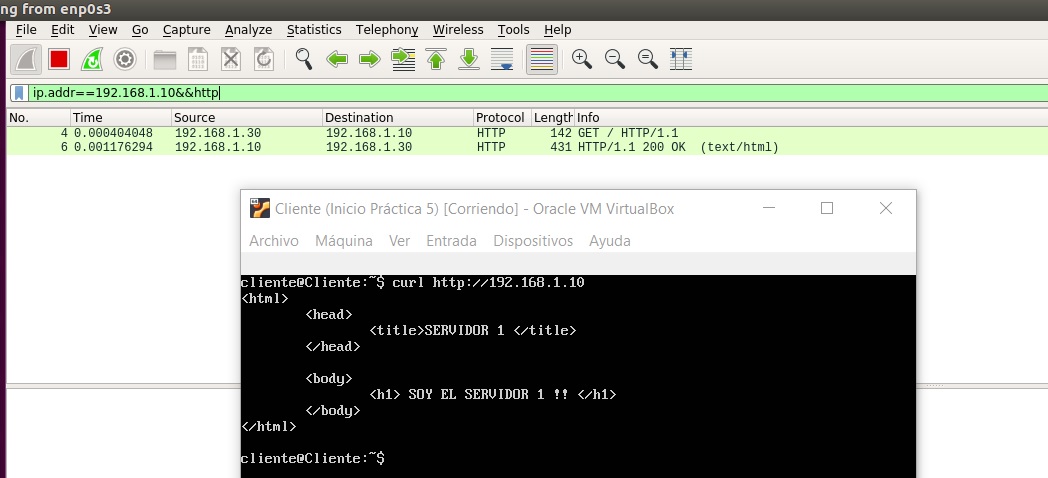 ng from enp0s3
File Edit View Go Capture Analyze Statistics Telephony Wireless Tools Help
ip.addr==192.168.1.10&&http
No. Time Source Destination Protocol Length Info
4 0.000404048 192.168.1.30 192.168.1.10 HTTP 142 GET / HTTP/1.1
6 0.001176294 192.168.1.10 192.168.1.30 HTTP 431 HTTP/1.1 200 OK (text/html)
Cliente (Inicio Práctica 5) [Corriendo] - Oracle VM VirtualBox
Archivo Máquina Ver Entrada Dispositivos Ayuda
cliente@Cliente:~$ curl http://192.168.1.10
<html>
<head>
<title>SERVIDOR 1 </title>
</head>
<body>
<h1> SOY EL SERVIDOR 1 !! </h1>
</body>
</html>
cliente@Cliente:~$